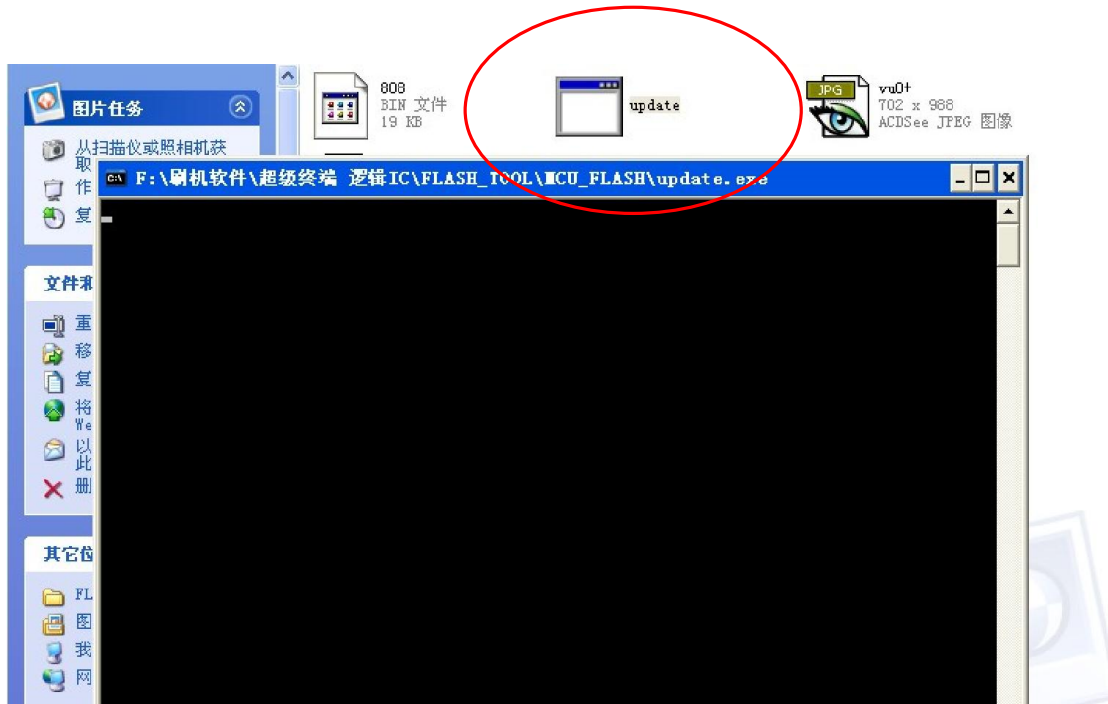 图片任务
从扫描仪或照相机获
取
作
复
808
BIN 文件
19 KB
update
JPG
vu0+
702 x 988
ACDSee JPEG 图像
F:\刷机软件\超级终端 逻辑IC\FLASH_TOOL\MCU_FLASH\update.exe
文件和
重
移
复
将
We
以
此
删
其它位
FL
图
我
网